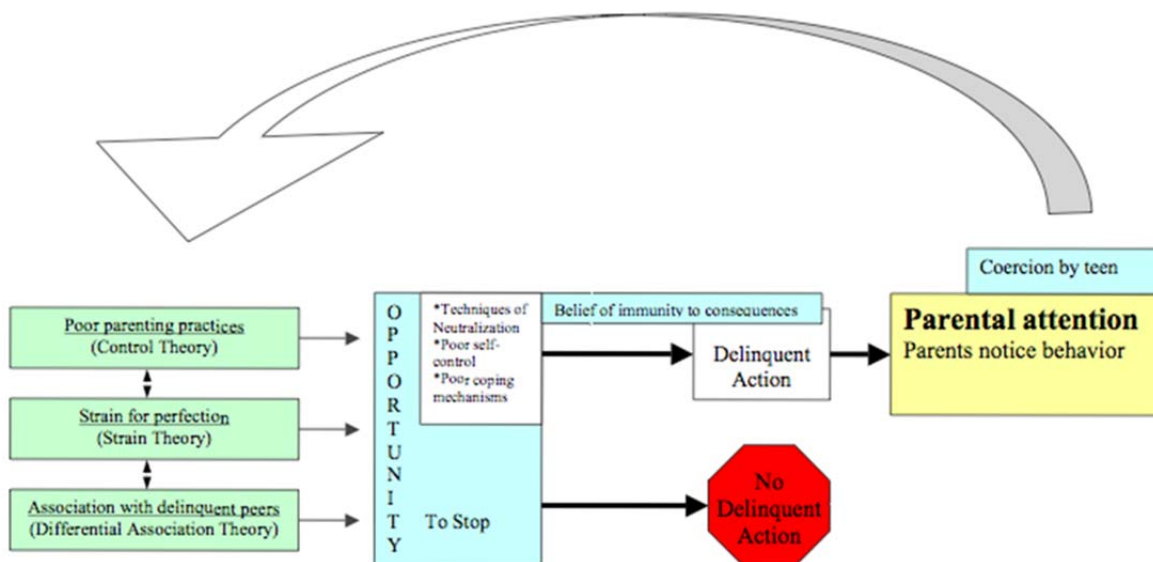 Coercion by teen
Parental attention
Parents notice behavior
Poor parenting practices
(Control Theory)
Strain for perfection
(Strain Theory)
Association with delinquent peers
(Differential Association Theory)
OPPORTUNITY
*Techniques of
Neutralization
*Poor self-
control
*Poor coping
mechanisms
To Stop
Belief of immunity to consequences
Delinquent
Action
No
Delinquent
Action